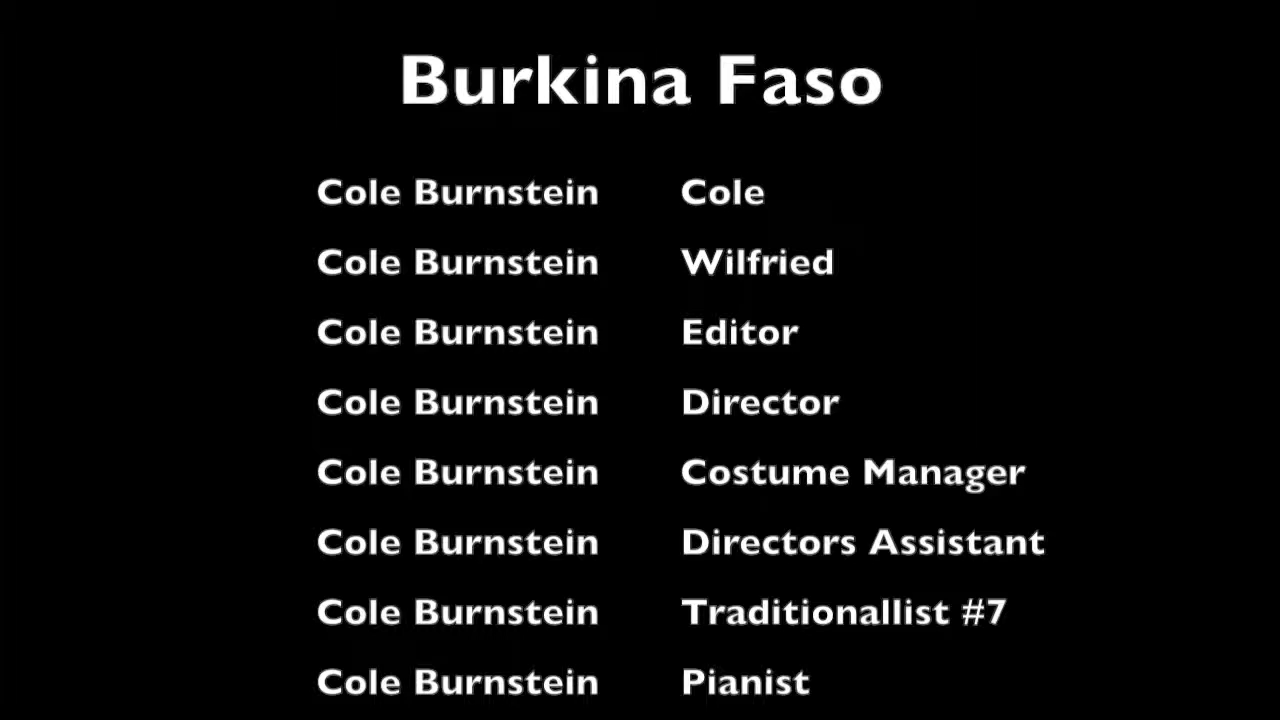 Burkina Faso
Cole Burnstein Cole
Cole Burnstein Wilfried
Cole Burnstein Editor
Cole Burnstein Director
Cole Burnstein Costume Manager
Cole Burnstein Directors Assistant
Cole Burnstein Traditionallist #7
Cole Burnstein Pianist